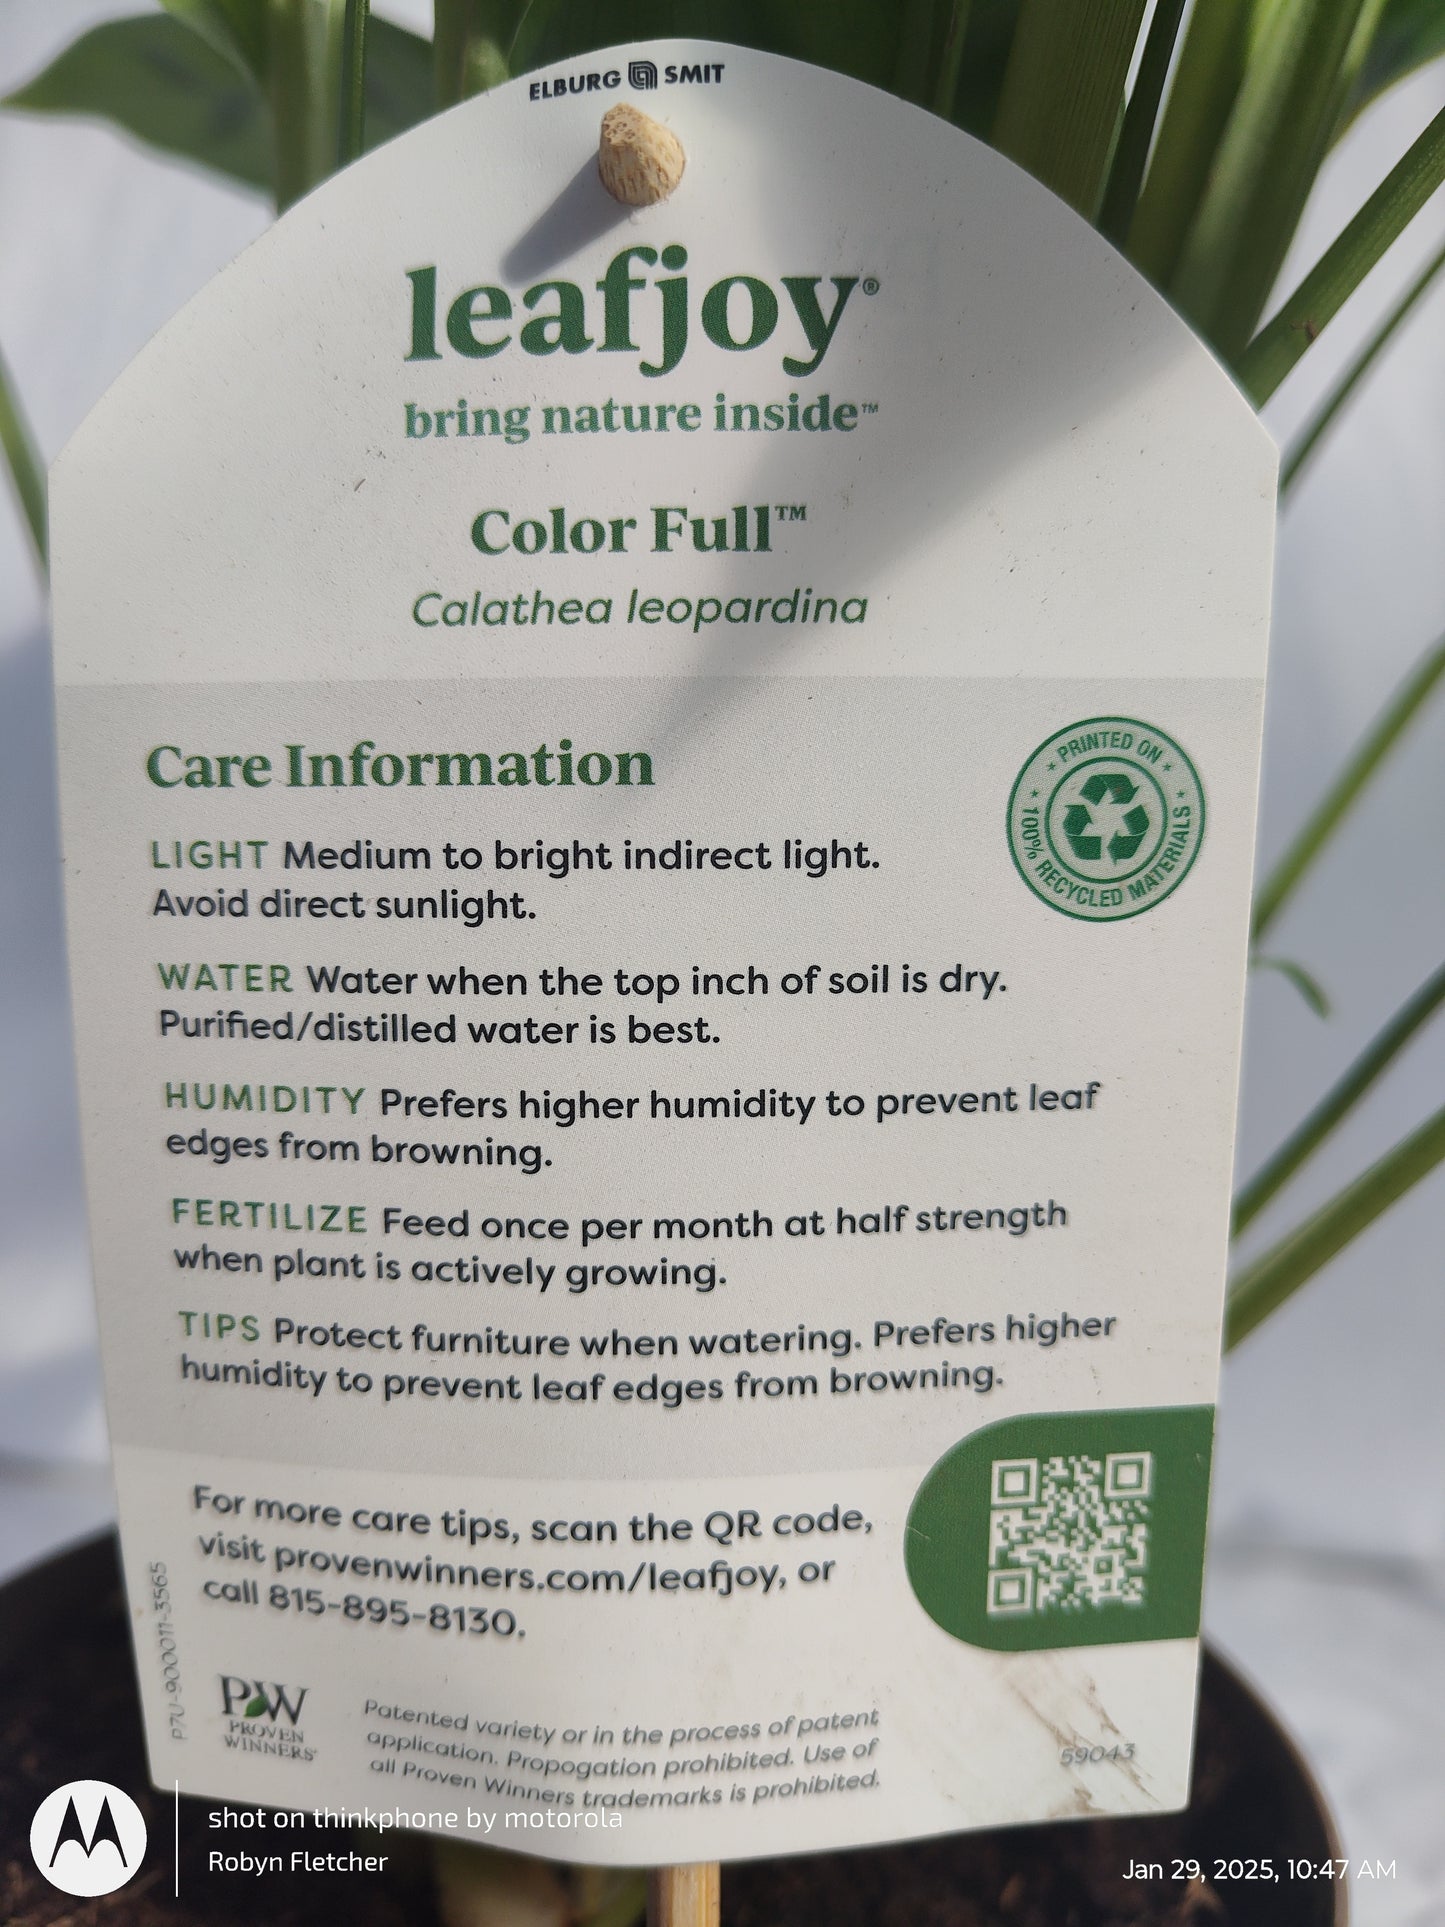 ELBURG SMIT
leafjoy®
bring nature inside™
Color Full™
Calathea leopardina
Care Information
PRINTED ON
100% RECYCLED MATERIALS
LIGHT Medium to bright indirect light.
Avoid direct sunlight.
WATER Water when the top inch of soil is dry.
Purified/distilled water is best.
HUMIDITY Prefers higher humidity to prevent leaf
edges from browning.
FERTILIZE Feed once per month at half strength
when plant is actively growing.
TIPS Protect furniture when watering. Prefers higher
humidity to prevent leaf edges from browning.
For more care tips, scan the QR code,
visit provenwinners.com/leafjoy, or
call 815-895-8130.
P7U-900011-3565
PW
PROVEN
WINNERS®
Patented variety or in the process of patent
application. Propogation prohibited. Use of
all Proven Winners trademarks is prohibited.
59043
shot on thinkphone by motorola
Robyn Fletcher
Jan 29, 2025, 10:47 AM